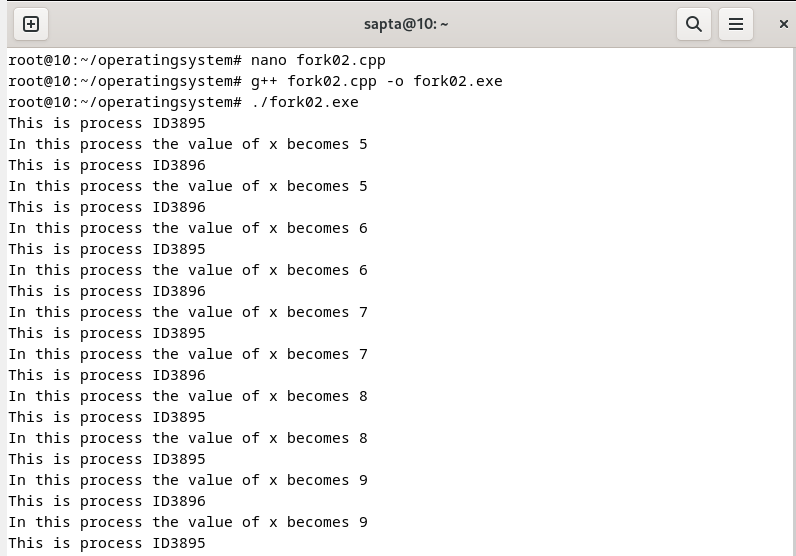 sapta@10: ~
root@10:~/operatingsystem# nano fork02.cpp
root@10:~/operatingsystem# g++ fork02.cpp -o fork02.exe
root@10:~/operatingsystem# ./fork02.exe
This is process ID3895
In this process the value of x becomes 5
This is process ID3896
In this process the value of x becomes 5
This is process ID3896
In this process the value of x becomes 6
This is process ID3895
In this process the value of x becomes 6
This is process ID3896
In this process the value of x becomes 7
This is process ID3895
In this process the value of x becomes 7
This is process ID3896
In this process the value of x becomes 8
This is process ID3895
In this process the value of x becomes 8
This is process ID3895
In this process the value of x becomes 9
This is process ID3896
In this process the value of x becomes 9
This is process ID3895